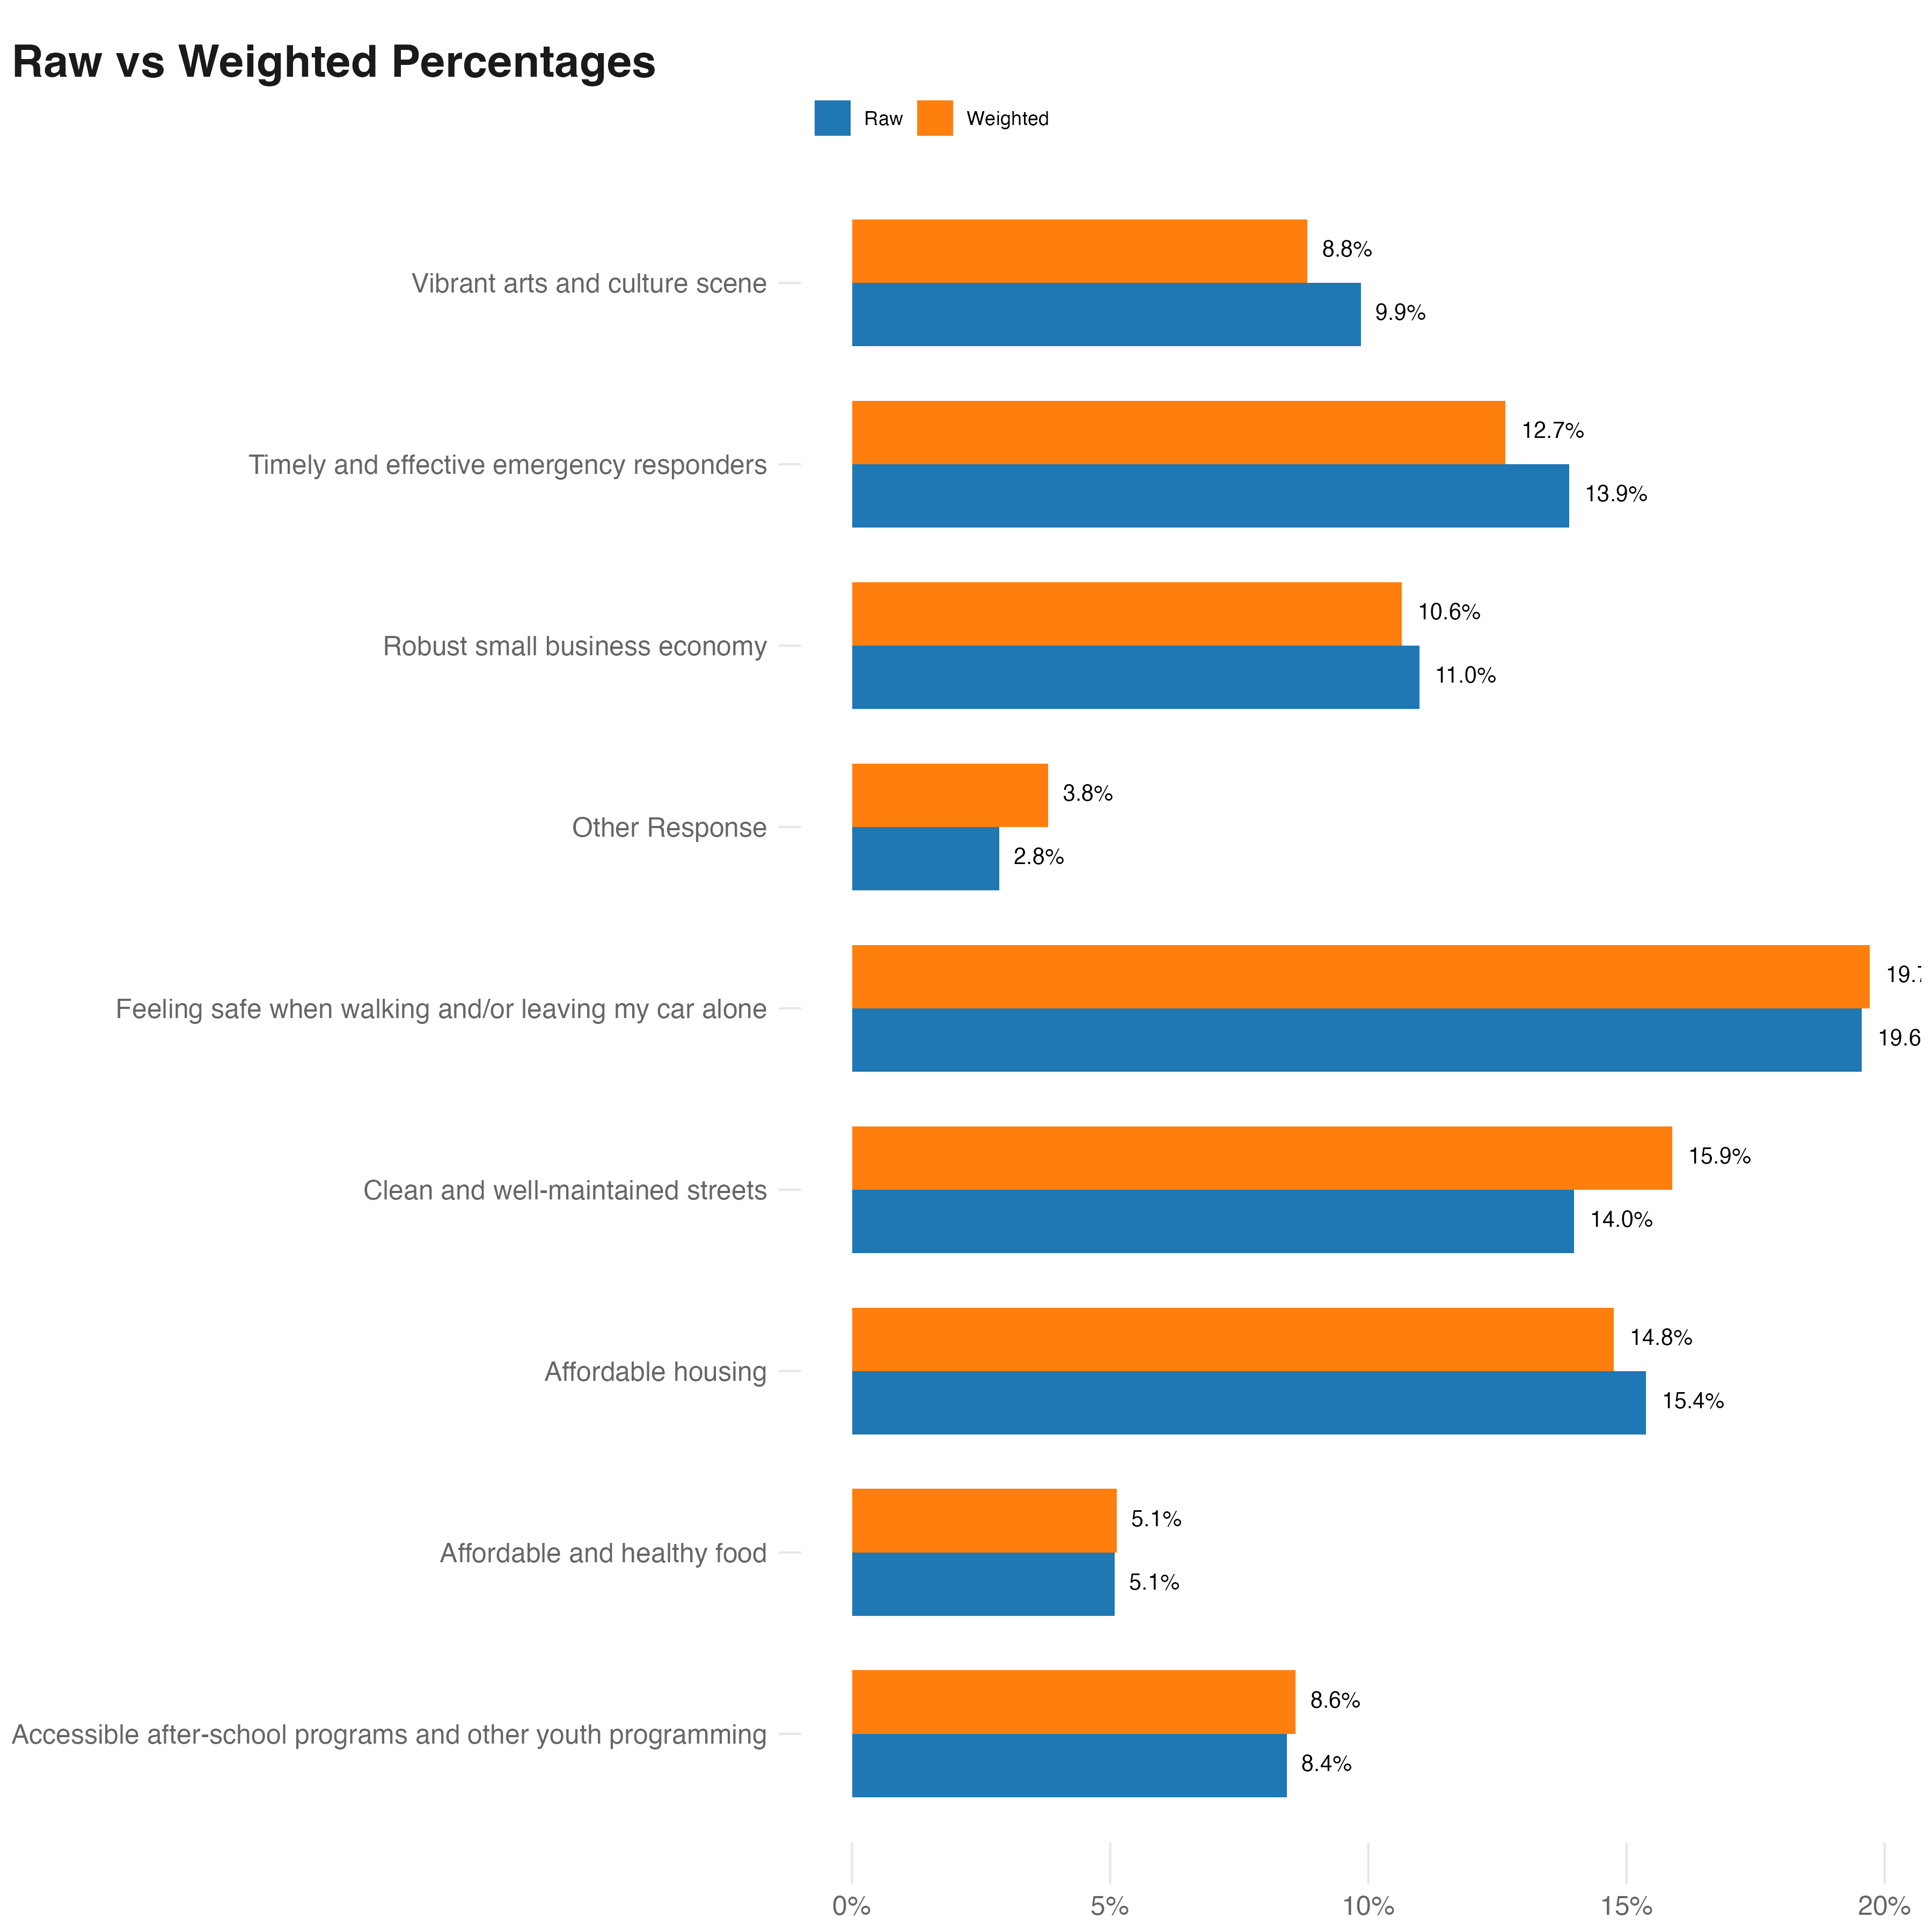 Raw vs Weighted Percentages
Raw Weighted
Vibrant arts and culture scene
8.8%
9.9%
Timely and effective emergency responders
12.7%
13.9%
Robust small business economy
10.6%
11.0%
Other Response
3.8%
2.8%
Feeling safe when walking and/or leaving my car alone
19.7
19.6
Clean and well-maintained streets
15.9%
14.0%
Affordable housing
14.8%
15.4%
Affordable and healthy food
5.1%
5.1%
Accessible after-school programs and other youth programming
8.6%
8.4%
0% 5% 10% 15% 20%